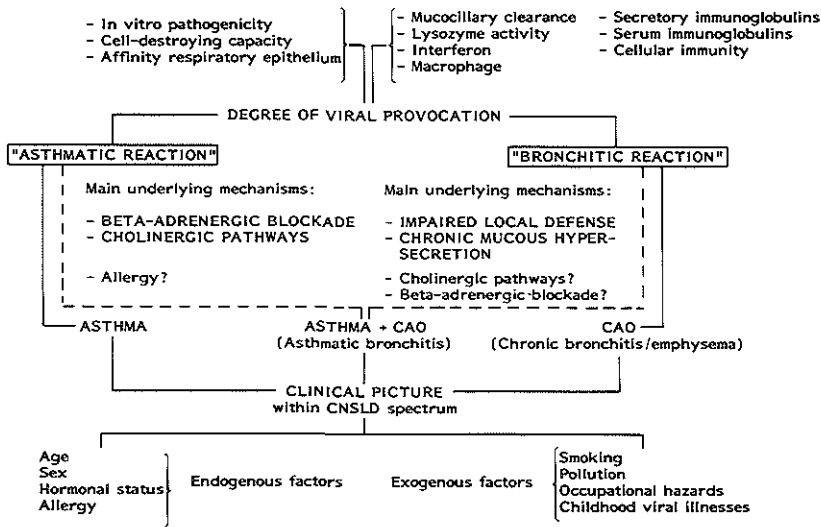 - In vitro pathogenicity
- Cell-destroying capacity
- Affinity respiratory epithelium
- Mucocillary clearance
- Lysozyme activity
- Interferon
- Macrophage
- Secretory immunoglobulins
- Serum immunoglobulins
- Cellular immunity
DEGREE OF VIRAL PROVOCATION
"ASTHMATIC REACTION"
"BRONCHITIC REACTION"
Main underlying mechanisms:
- BETA-ADRENERGIC BLOCKADE
- CHOLINERGIC PATHWAYS
- Allergy?
Main underlying mechanisms:
- IMPAIRED LOCAL DEFENSE
- CHRONIC MUCOUS HYPER-
SECRETION
- Cholinergic pathways?
- Beta-adrenergic-blockade?
ASTHMA
ASTHMA + CAO
(Asthmatic bronchitis)
CAO
(Chronic bronchitis/emphysema)
CLINICAL PICTURE
within CNSLD spectrum
Age
Sex
Hormonal status
Allergy
Endogenous factors
Exogenous factors
Smoking
Pollution
Occupational hazards
Childhood viral illnesses